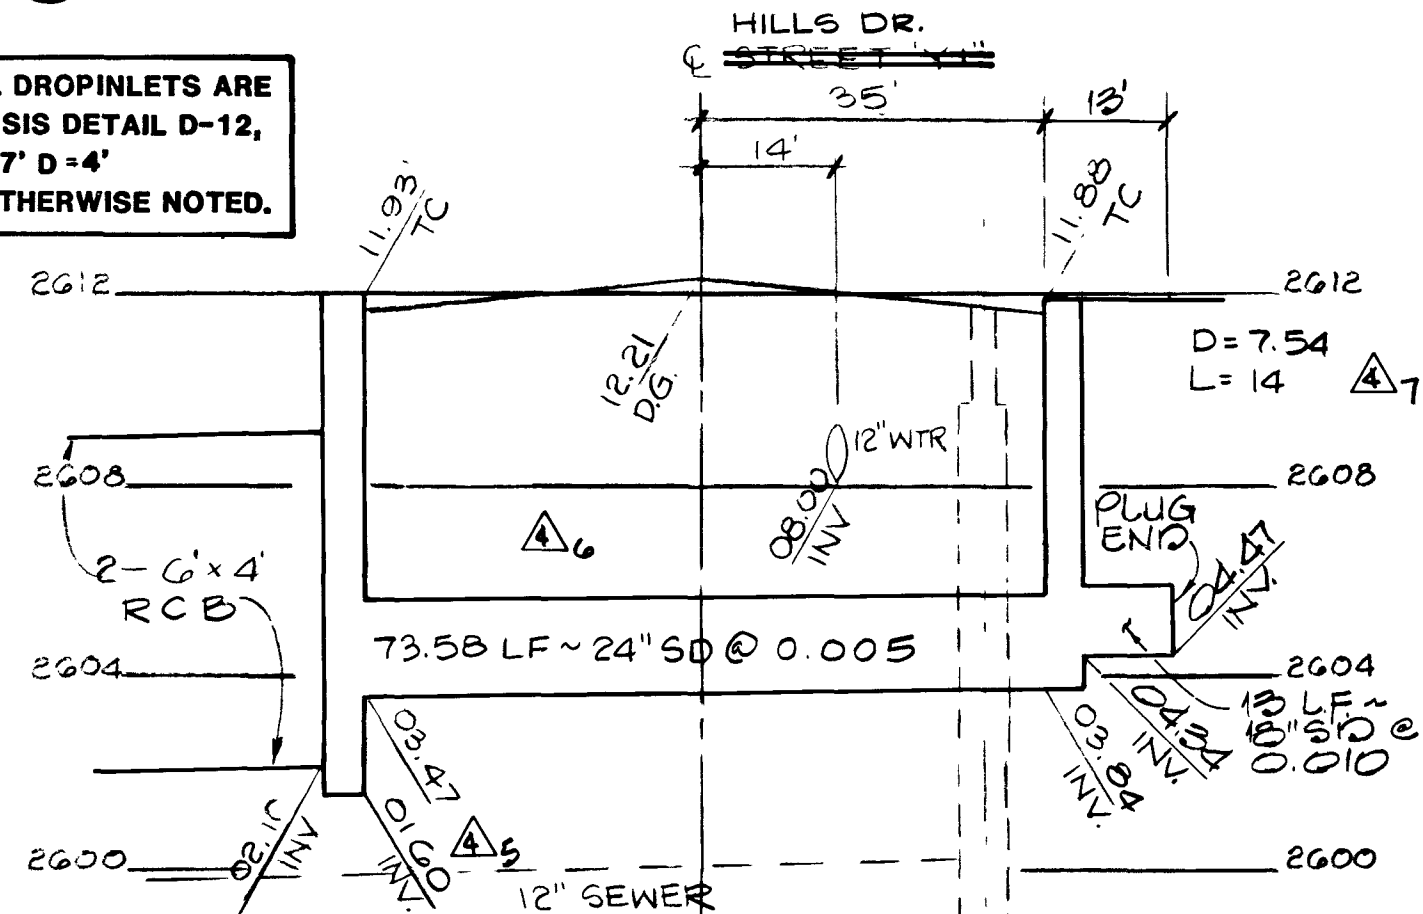 HILLS DR.
℄ STREET
. DROPINLETS ARE
SIS DETAIL D-12,
7' D=4'
THERWISE NOTED.
35'
13'
14'
11.93
TC
11.88
TC
2612
2612
12.21
D.G.
D = 7.54
L = 14
4 7
12" WTR
2608
2608
08.00
INV
PLUG
END
4 6
04.47
INV.
2 - 6' x 4'
RCB
73.58 LF ~ 24" SD @ 0.005
2604
2604
13 L.F. ~
18" SD @
0.010
03.47
04.34
INV.
03.84
INV.
INV
01.60
INV.
4 5
2600
2600
12" SEWER